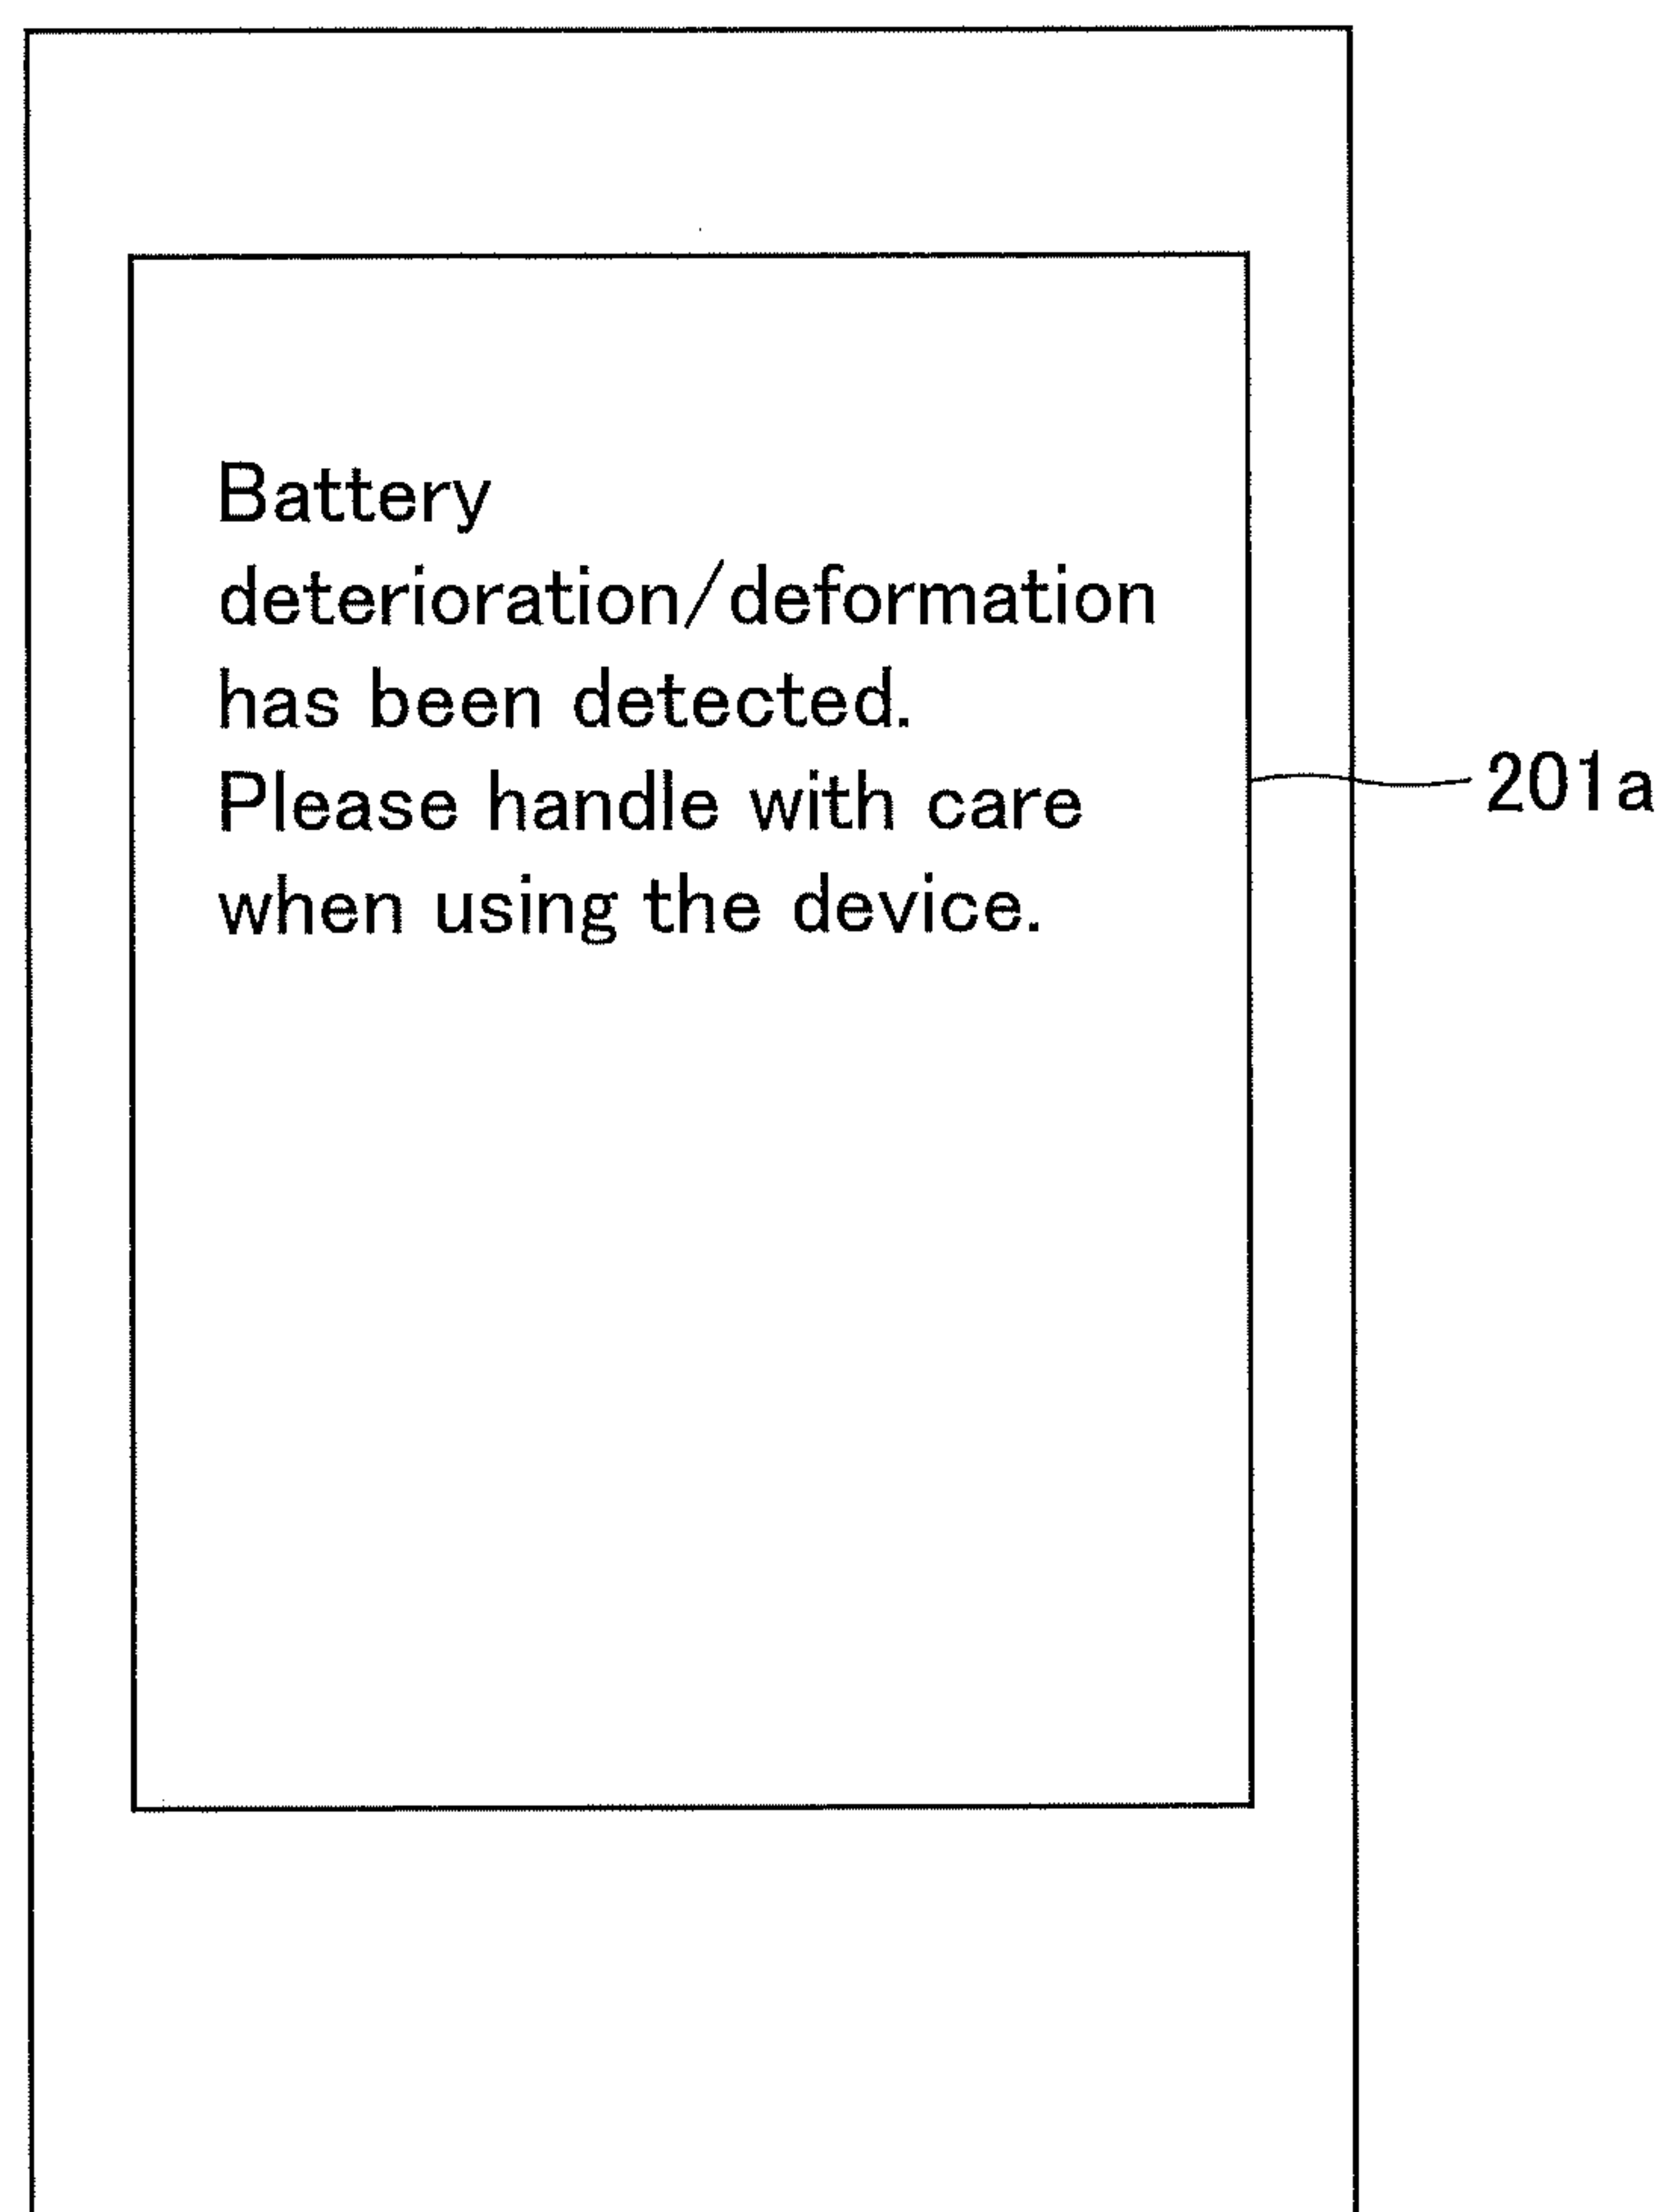 Battery
deterioration/deformation
has been detected.
Please handle with care
when using the device.
201a